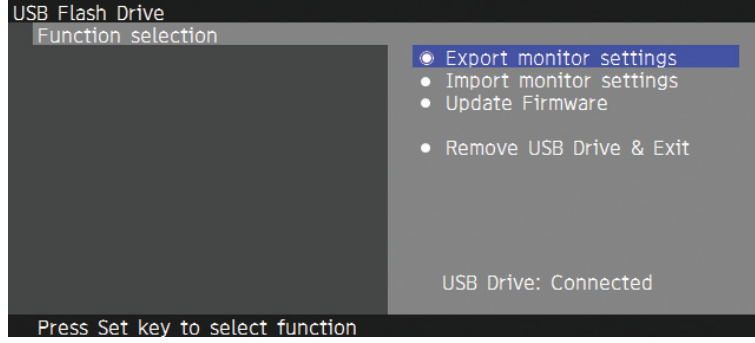 USB Flash Drive
Function selection
Export monitor settings
Import monitor settings
Update Firmware
Remove USB Drive & Exit
USB Drive: Connected
Press Set key to select function